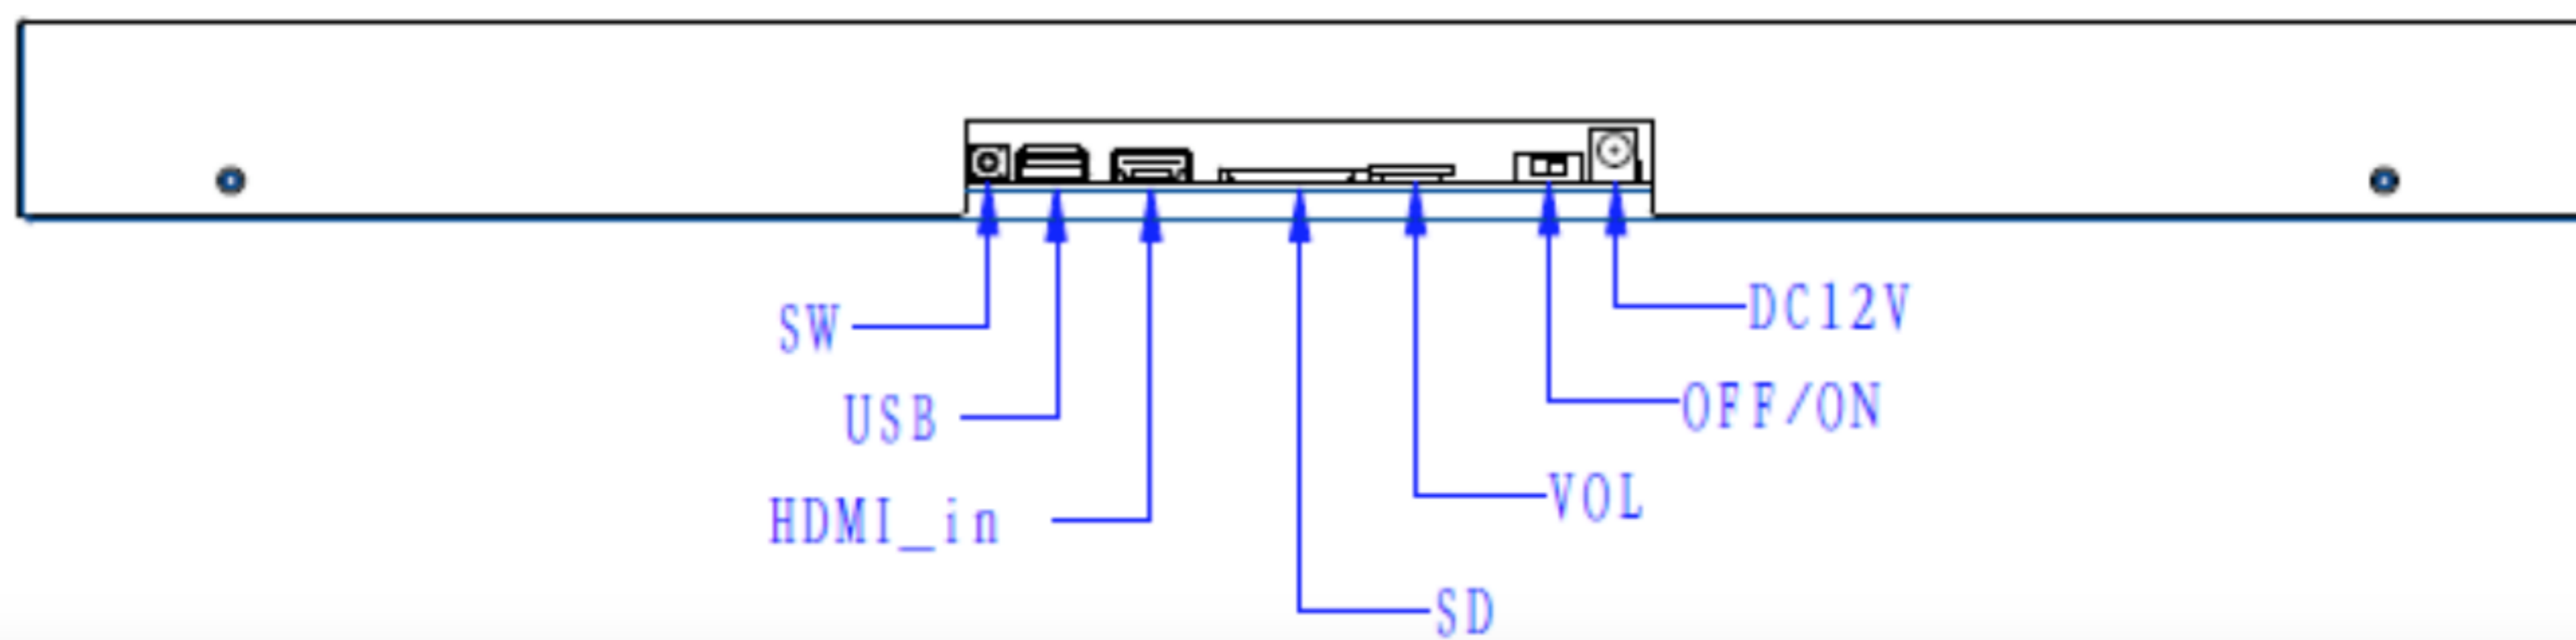 SW
DC12V
USB
OFF/ON
HDMI_in
VOL
SD